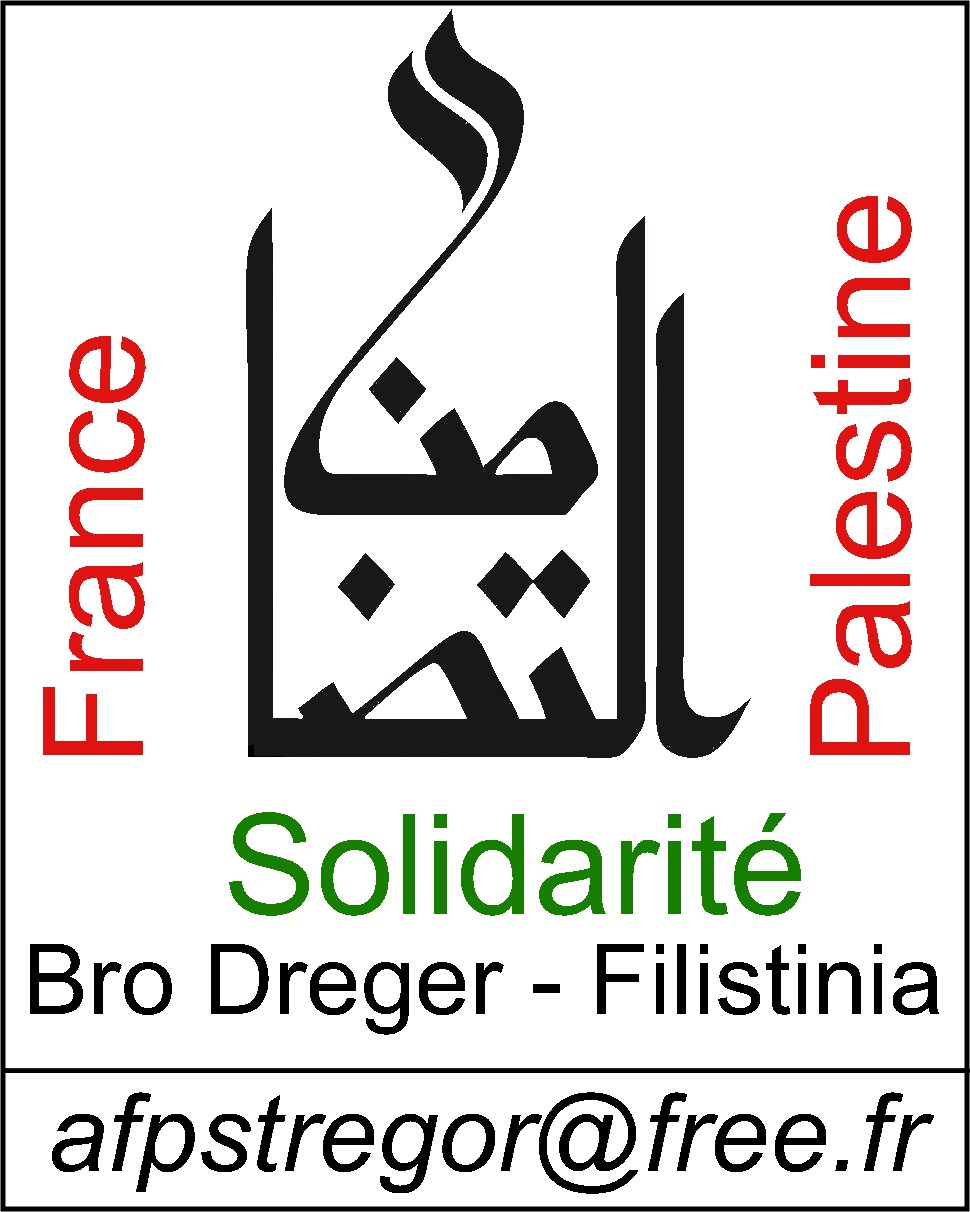 France
التضامن
Palestine
Solidarité
Bro Dreger - Filistinia
afpstregor@free.fr